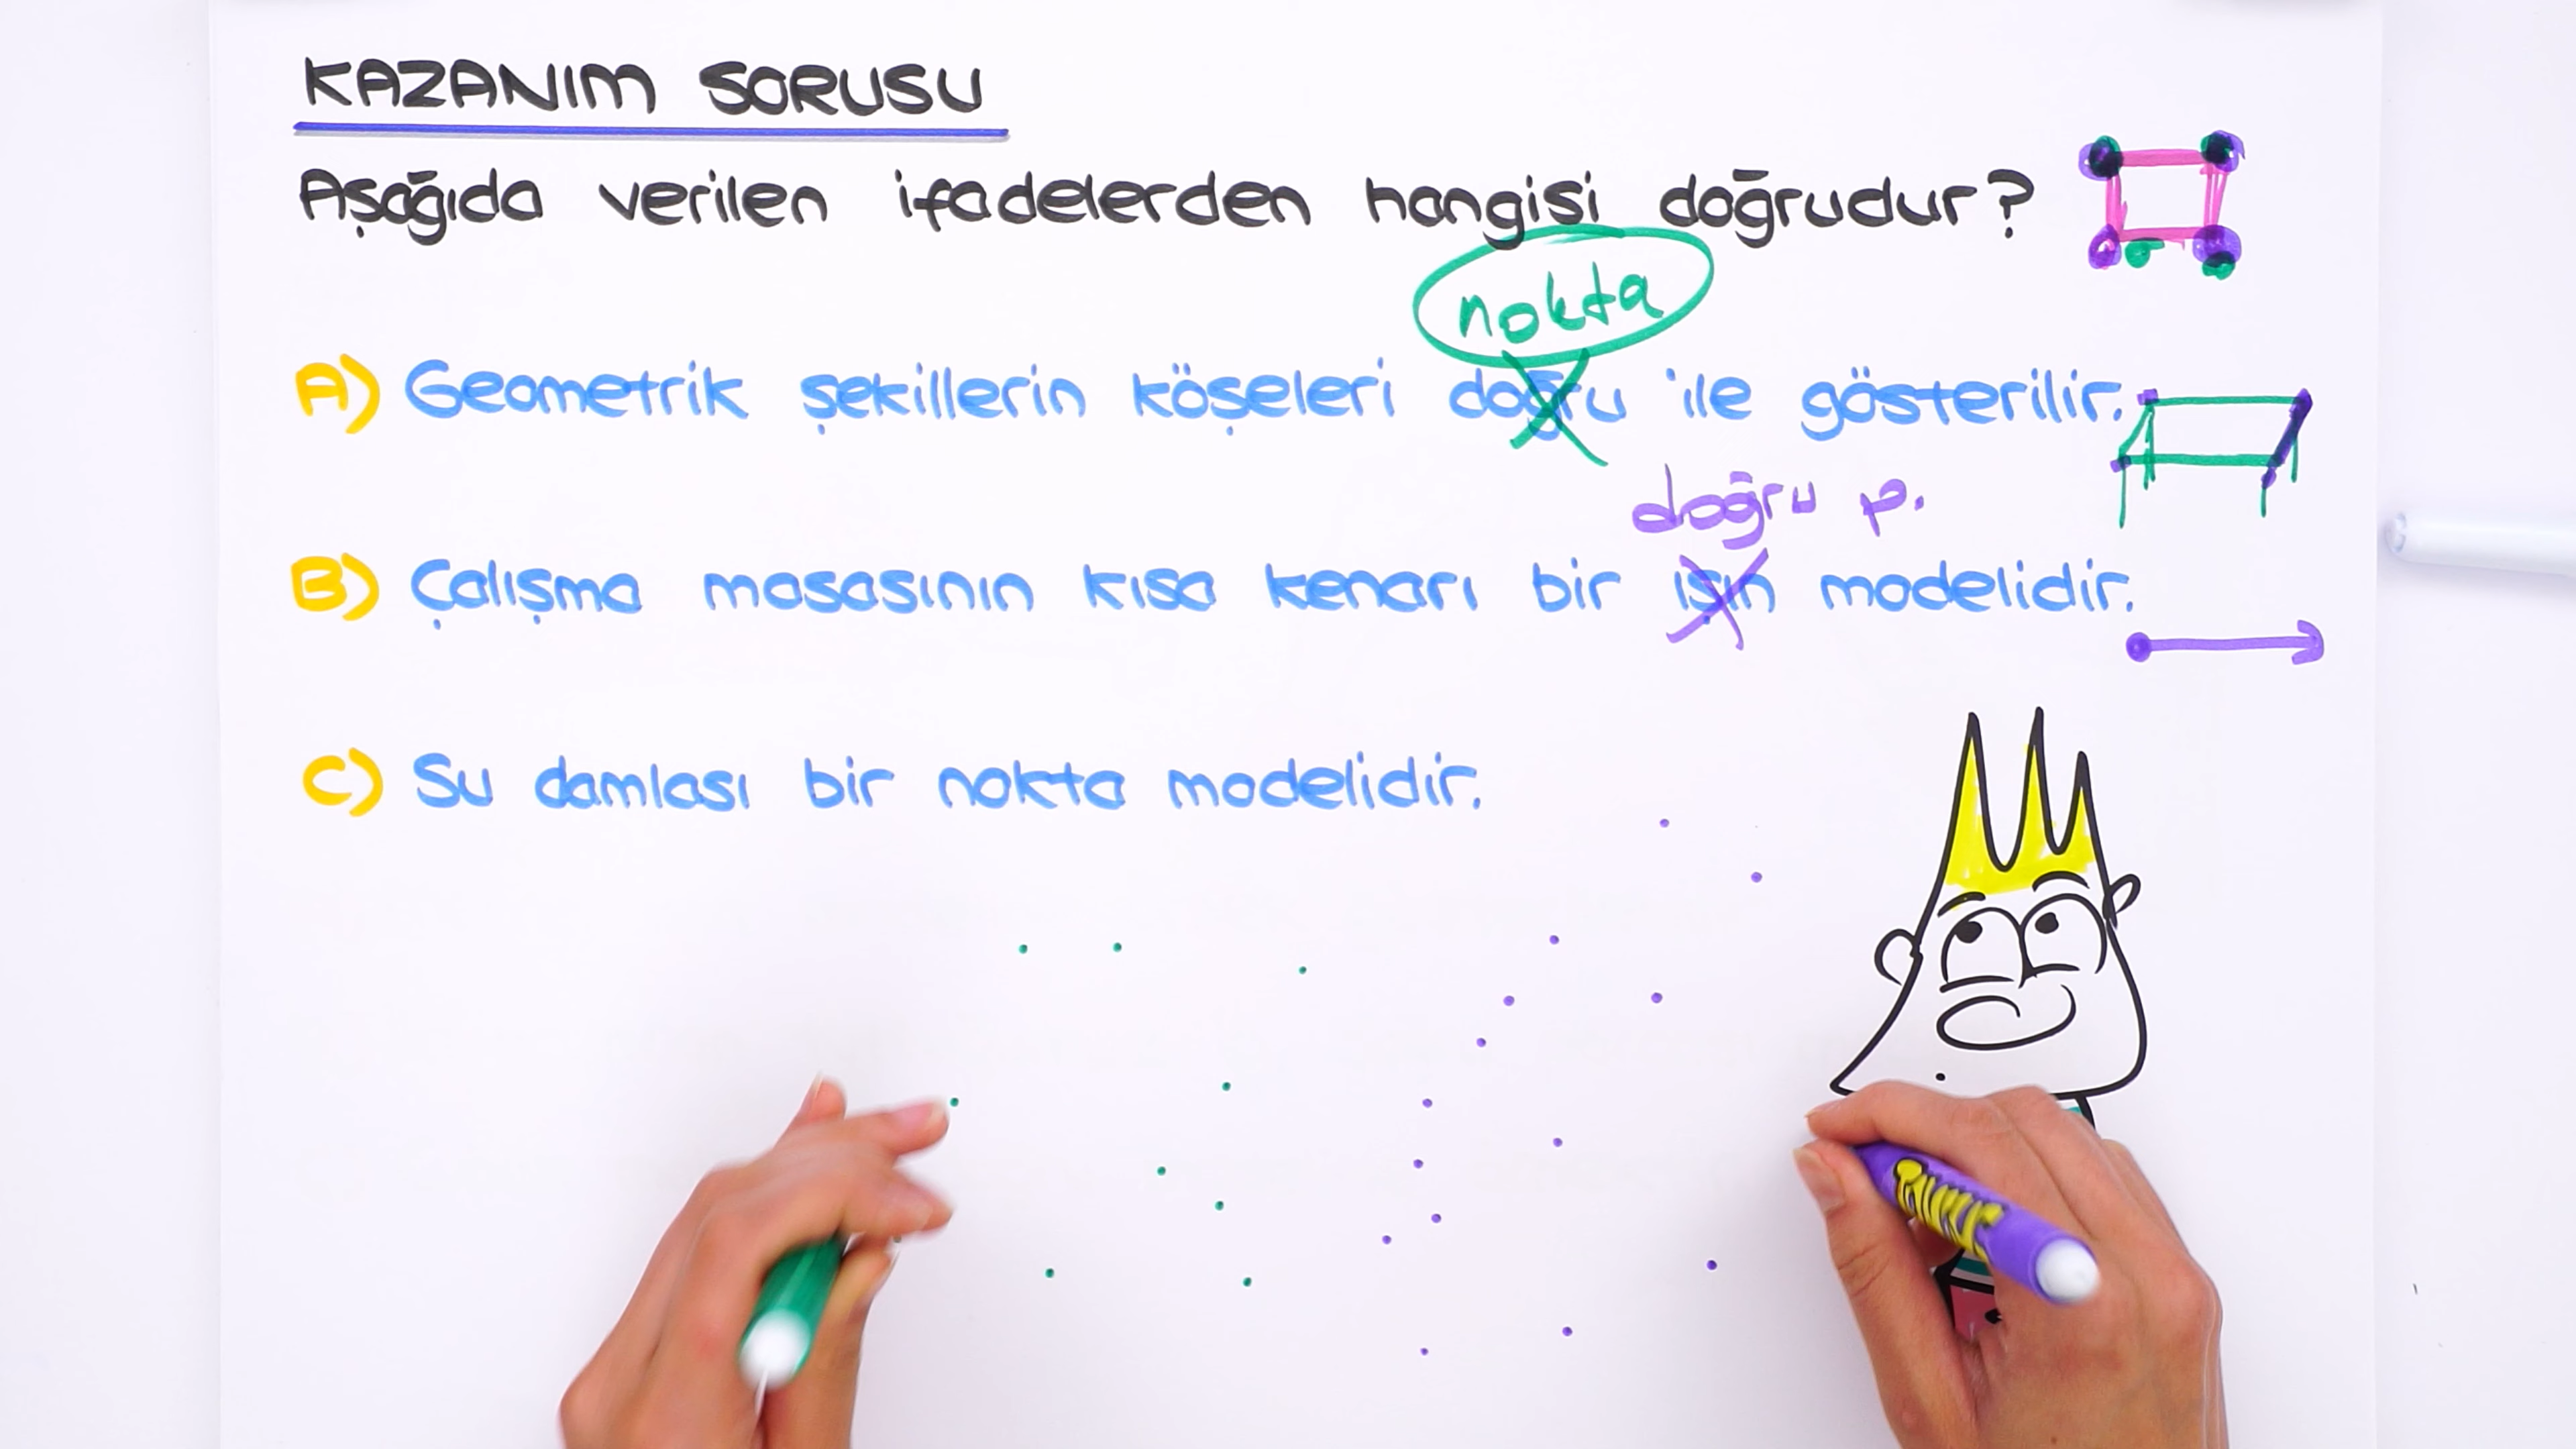 KAZANIM SORUSU
Aşağıda verilen ifadelerden hangisi doğrudur?
nokta
A) Geometrik şekillerin köşeleri doğru ile gösterilir.
doğru p.
B) Çalışma masasının kısa kenarı bir ışın modelidir.
C) Su damlası bir nokta modelidir.